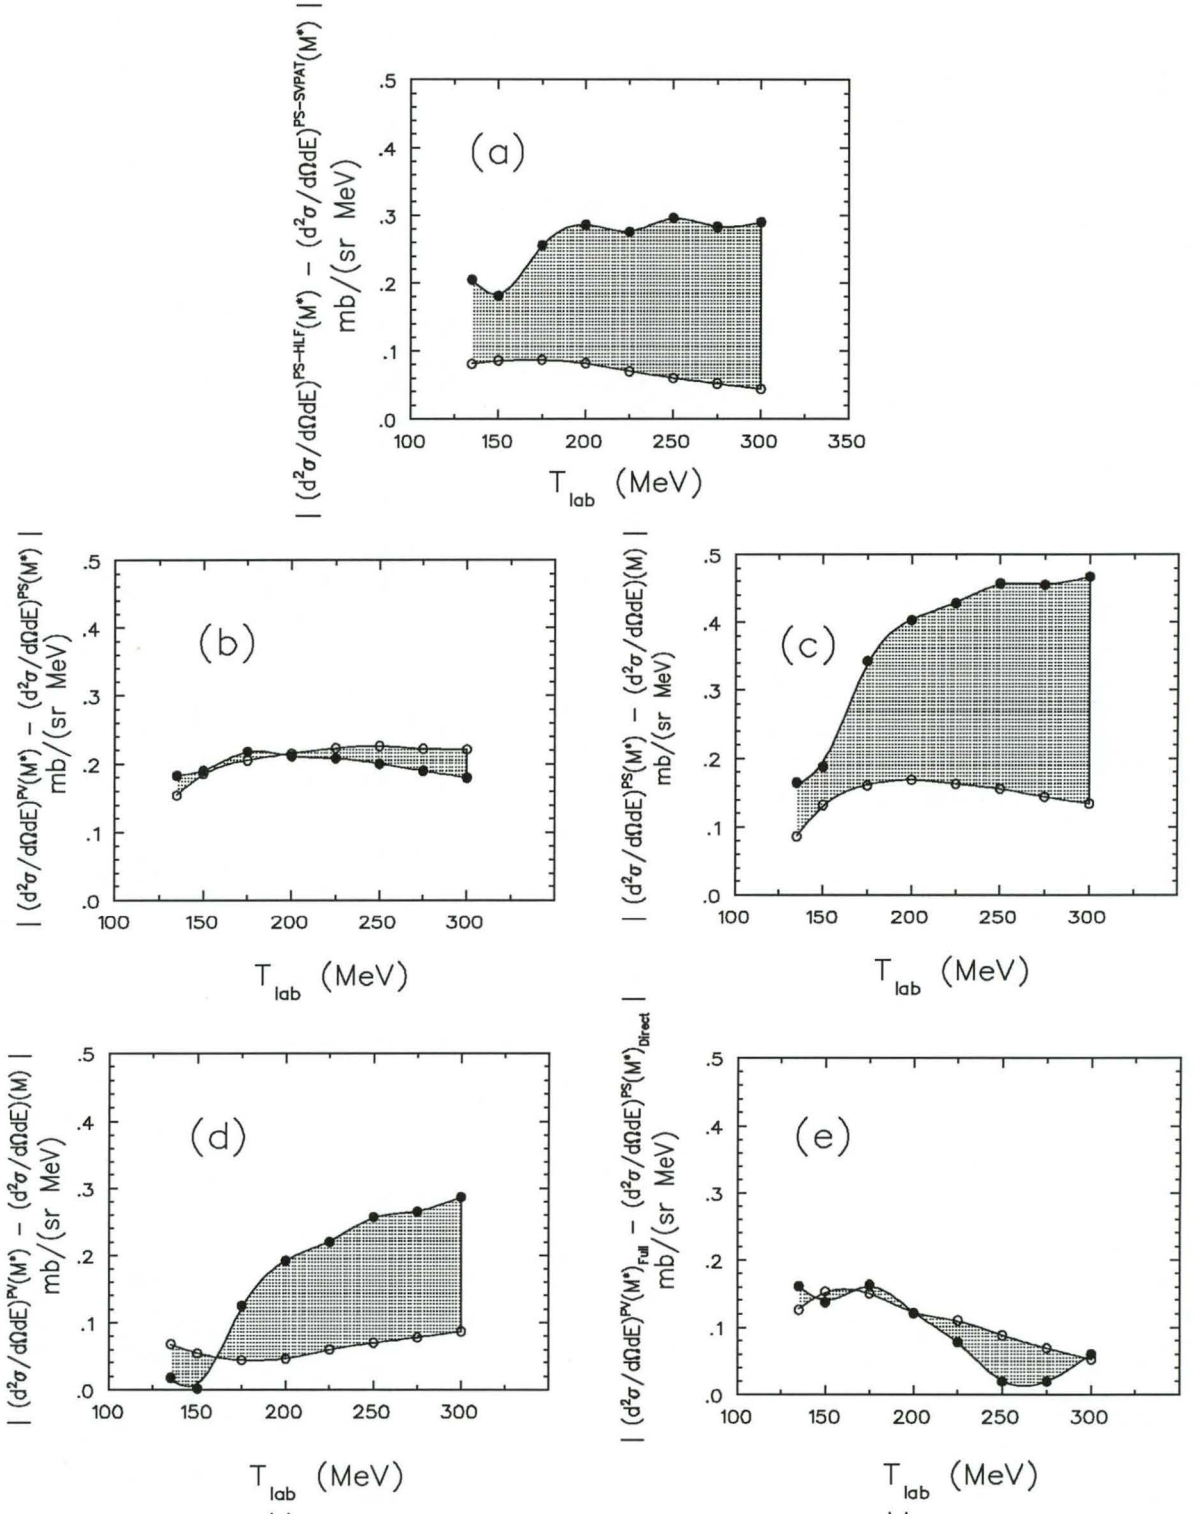 | (d²σ/dΩdE)^PS-HLF(M*) − (d²σ/dΩdE)^PS-SVPAT(M*) |
mb/(sr MeV)
(a)
.5
.4
.3
.2
.1
.0
100 150 200 250 300 350
T_lab (MeV)
| (d²σ/dΩdE)^PV(M*) − (d²σ/dΩdE)^PS(M*) |
mb/(sr MeV)
(b)
.5
.4
.3
.2
.1
.0
100 150 200 250 300
T_lab (MeV)
| (d²σ/dΩdE)^PS(M*) − (d²σ/dΩdE)(M) |
mb/(sr MeV)
(c)
.5
.4
.3
.2
.1
.0
100 150 200 250 300
T_lab (MeV)
| (d²σ/dΩdE)^PV(M*) − (d²σ/dΩdE)(M) |
mb/(sr MeV)
(d)
.5
.4
.3
.2
.1
.0
100 150 200 250 300
T_lab (MeV)
| (d²σ/dΩdE)^PV(M*)_Full − (d²σ/dΩdE)^PS(M*)_Direct |
mb/(sr MeV)
(e)
.5
.4
.3
.2
.1
.0
100 150 200 250 300
T_lab (MeV)